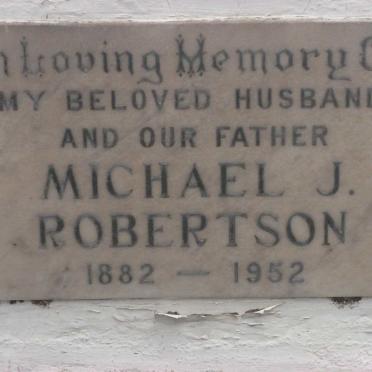 n Loving Memory O
MY BELOVED HUSBAND
AND OUR FATHER
MICHAEL J.
ROBERTSON
1882 — 1952